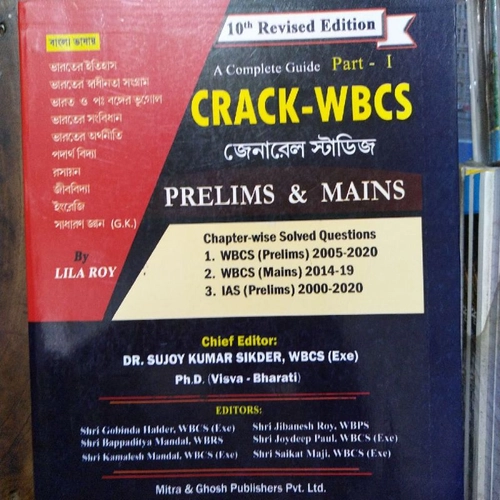 10th Revised Edition
বাংলা ভাষায়
A Complete Guide Part - I
CRACK-WBCS
জেনারেল স্টাডিজ
PRELIMS & MAINS
ভারতের ইতিহাস
ভারতের স্বাধীনতা সংগ্রাম
ভারত ও পঃ বঙ্গের ভূগোল
ভারতের সংবিধান
ভারতের অর্থনীতি
পদার্থ বিদ্যা
রসায়ন
জীববিদ্যা
ইংরেজি
সাধারণ জ্ঞান (G.K.)
By
LILA ROY
Chapter-wise Solved Questions
1. WBCS (Prelims) 2005-2020
2. WBCS (Mains) 2014-19
3. IAS (Prelims) 2000-2020
Chief Editor:
DR. SUJOY KUMAR SIKDER, WBCS (Exe)
Ph.D. (Visva - Bharati)
EDITORS:
Shri Gobinda Halder, WBCS (Exe) Shri Jibanesh Roy, WBPS
Shri Bappaditya Mandal, WBRS Shri Joydeep Paul, WBCS (Exe)
Shri Kamalesh Mandal, WBCS (Exe) Shri Saikat Maji, WBCS (Exe)
Mitra & Ghosh Publishers Pvt. Ltd.